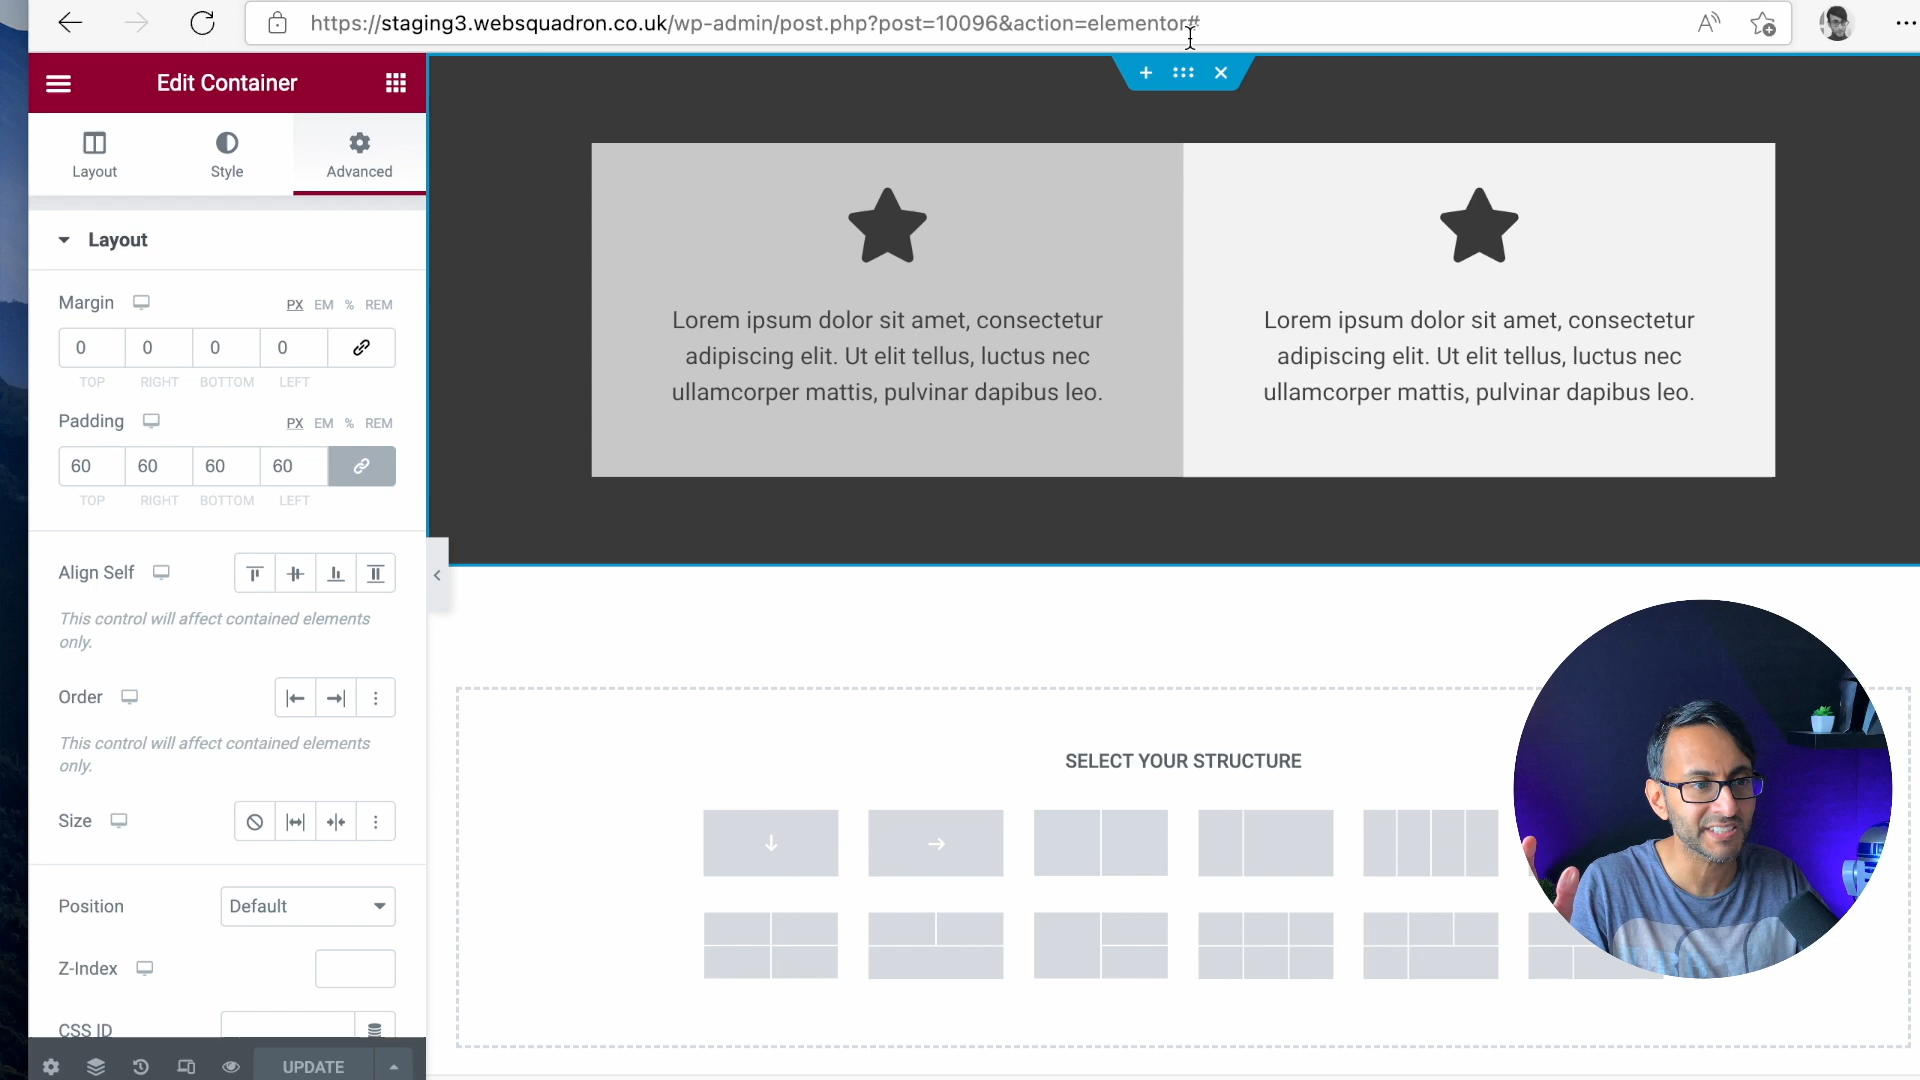 https://staging3.websquadron.co.uk/wp-admin/post.php?post=10096&action=elementor#
Edit Container
Layout
Style
Advanced
Layout
Margin
PX EM % REM
0 0 0 0
TOP RIGHT BOTTOM LEFT
Padding
PX EM % REM
60 60 60 60
TOP RIGHT BOTTOM LEFT
Align Self
This control will affect contained elements
only.
Order
This control will affect contained elements
only.
Size
Position
Default
Z-Index
CSS ID
UPDATE
Lorem ipsum dolor sit amet, consectetur
adipiscing elit. Ut elit tellus, luctus nec
ullamcorper mattis, pulvinar dapibus leo.
Lorem ipsum dolor sit amet, consectetur
adipiscing elit. Ut elit tellus, luctus nec
ullamcorper mattis, pulvinar dapibus leo.
SELECT YOUR STRUCTURE